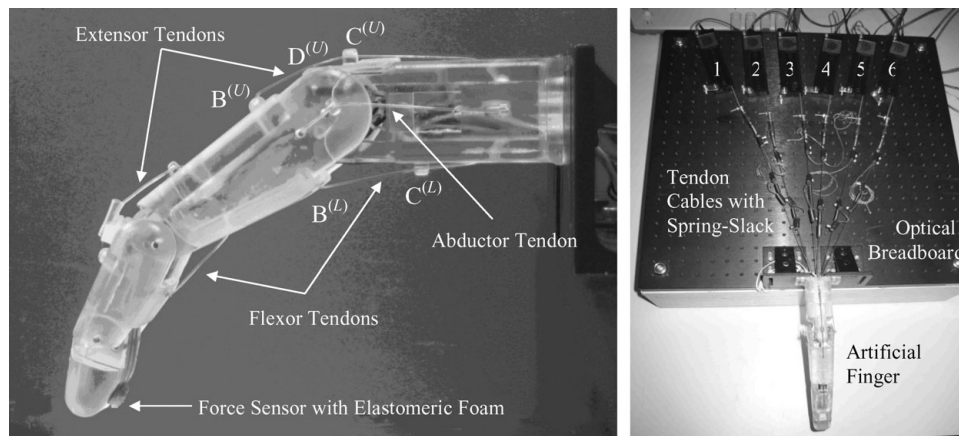 Extensor Tendons
C(U)
D(U)
B(U)
B(L)
C(L)
Abductor Tendon
Flexor Tendons
Force Sensor with Elastomeric Foam
1 2 3 4 5 6
Tendon
Cables with
Spring-Slack
Optical
Breadboard
Artificial
Finger